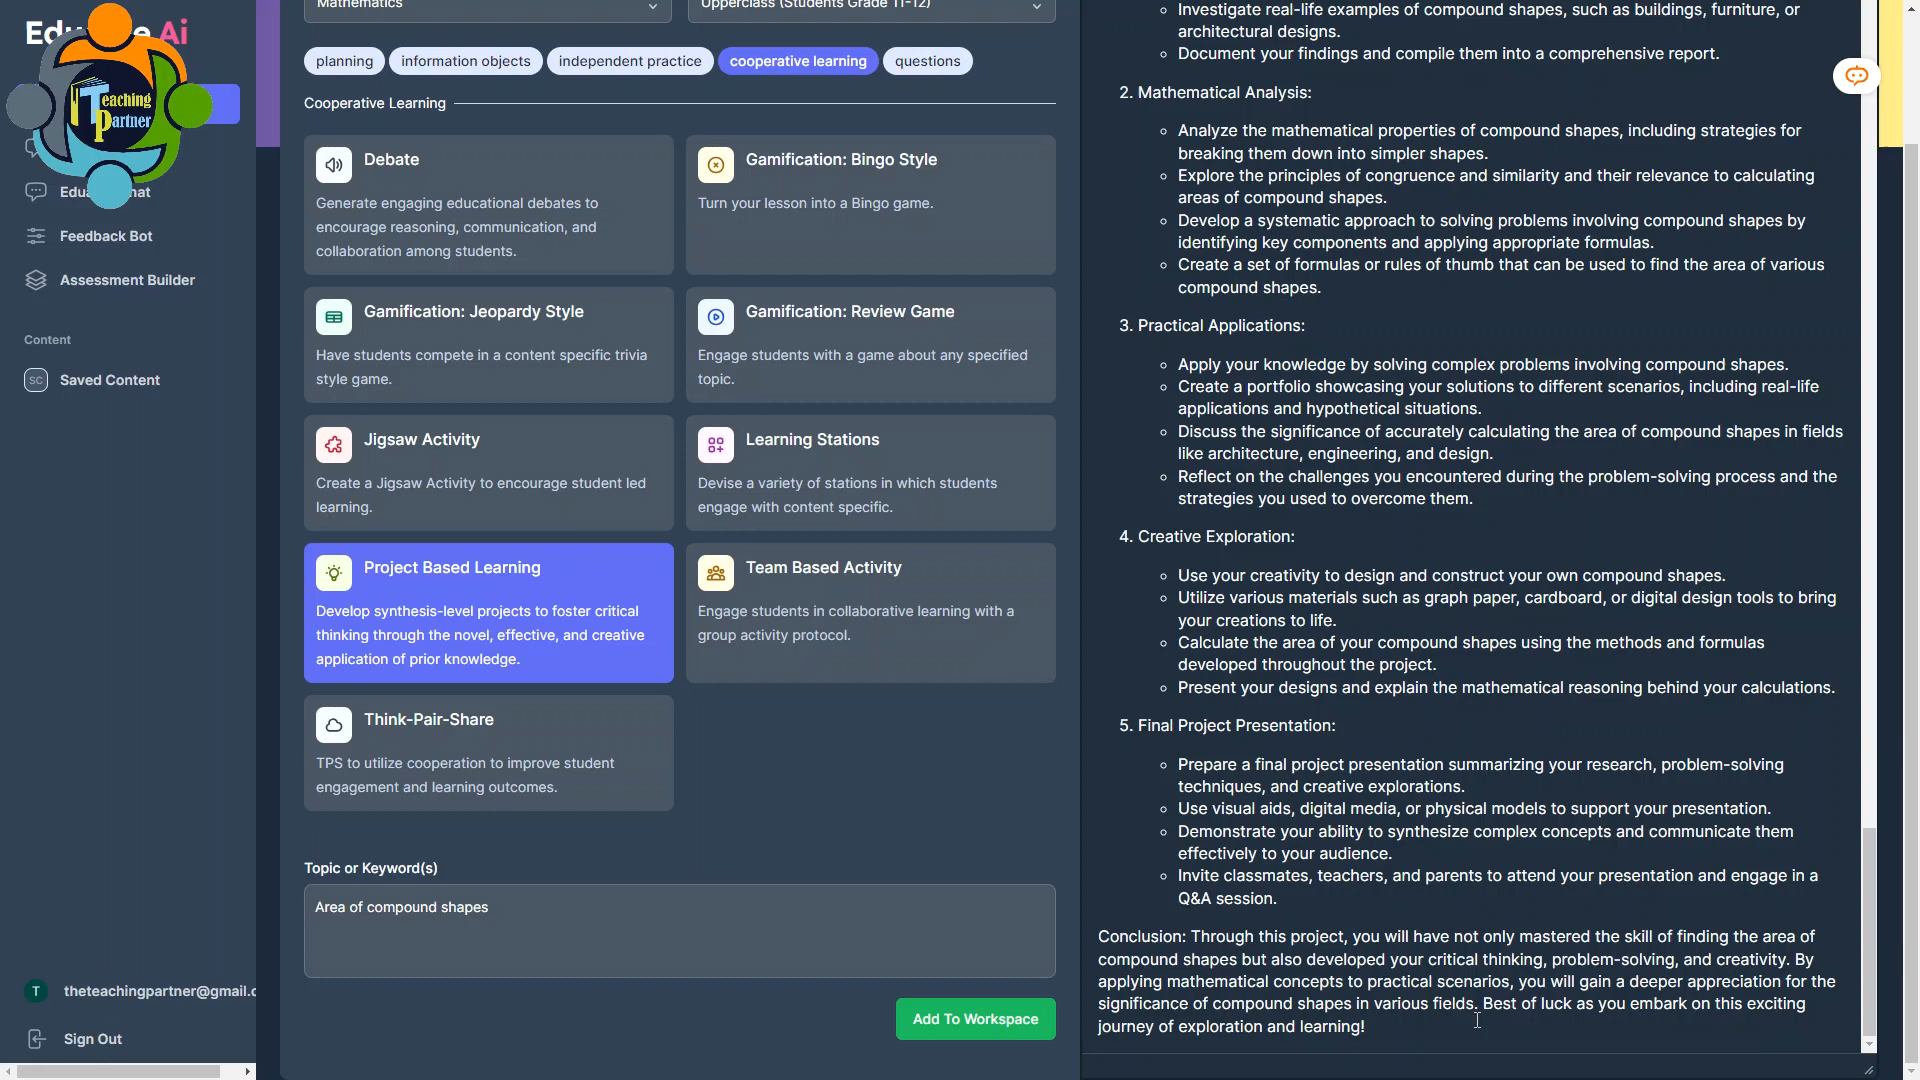 Edu
Ai
Teaching
Partner
Edu
hat
Feedback Bot
Assessment Builder
Content
SC
Saved Content
T
theteachingpartner@gmail.c
Sign Out
Mathematics
Upperclass (Students Grade 11-12)
planning
information objects
independent practice
cooperative learning
questions
Cooperative Learning
Debate
Generate engaging educational debates to
encourage reasoning, communication, and
collaboration among students.
Gamification: Bingo Style
Turn your lesson into a Bingo game.
Gamification: Jeopardy Style
Have students compete in a content specific trivia
style game.
Gamification: Review Game
Engage students with a game about any specified
topic.
Jigsaw Activity
Create a Jigsaw Activity to encourage student led
learning.
Learning Stations
Devise a variety of stations in which students
engage with content specific.
Project Based Learning
Develop synthesis-level projects to foster critical
thinking through the novel, effective, and creative
application of prior knowledge.
Team Based Activity
Engage students in collaborative learning with a
group activity protocol.
Think-Pair-Share
TPS to utilize cooperation to improve student
engagement and learning outcomes.
Topic or Keyword(s)
Area of compound shapes
Add To Workspace
Investigate real-life examples of compound shapes, such as buildings, furniture, or
architectural designs.
Document your findings and compile them into a comprehensive report.
2. Mathematical Analysis:
Analyze the mathematical properties of compound shapes, including strategies for
breaking them down into simpler shapes.
Explore the principles of congruence and similarity and their relevance to calculating
areas of compound shapes.
Develop a systematic approach to solving problems involving compound shapes by
identifying key components and applying appropriate formulas.
Create a set of formulas or rules of thumb that can be used to find the area of various
compound shapes.
3. Practical Applications:
Apply your knowledge by solving complex problems involving compound shapes.
Create a portfolio showcasing your solutions to different scenarios, including real-life
applications and hypothetical situations.
Discuss the significance of accurately calculating the area of compound shapes in fields
like architecture, engineering, and design.
Reflect on the challenges you encountered during the problem-solving process and the
strategies you used to overcome them.
4. Creative Exploration:
Use your creativity to design and construct your own compound shapes.
Utilize various materials such as graph paper, cardboard, or digital design tools to bring
your creations to life.
Calculate the area of your compound shapes using the methods and formulas
developed throughout the project.
Present your designs and explain the mathematical reasoning behind your calculations.
5. Final Project Presentation:
Prepare a final project presentation summarizing your research, problem-solving
techniques, and creative explorations.
Use visual aids, digital media, or physical models to support your presentation.
Demonstrate your ability to synthesize complex concepts and communicate them
effectively to your audience.
Invite classmates, teachers, and parents to attend your presentation and engage in a
Q&A session.
Conclusion: Through this project, you will have not only mastered the skill of finding the area of
compound shapes but also developed your critical thinking, problem-solving, and creativity. By
applying mathematical concepts to practical scenarios, you will gain a deeper appreciation for the
significance of compound shapes in various fields. Best of luck as you embark on this exciting
journey of exploration and learning!